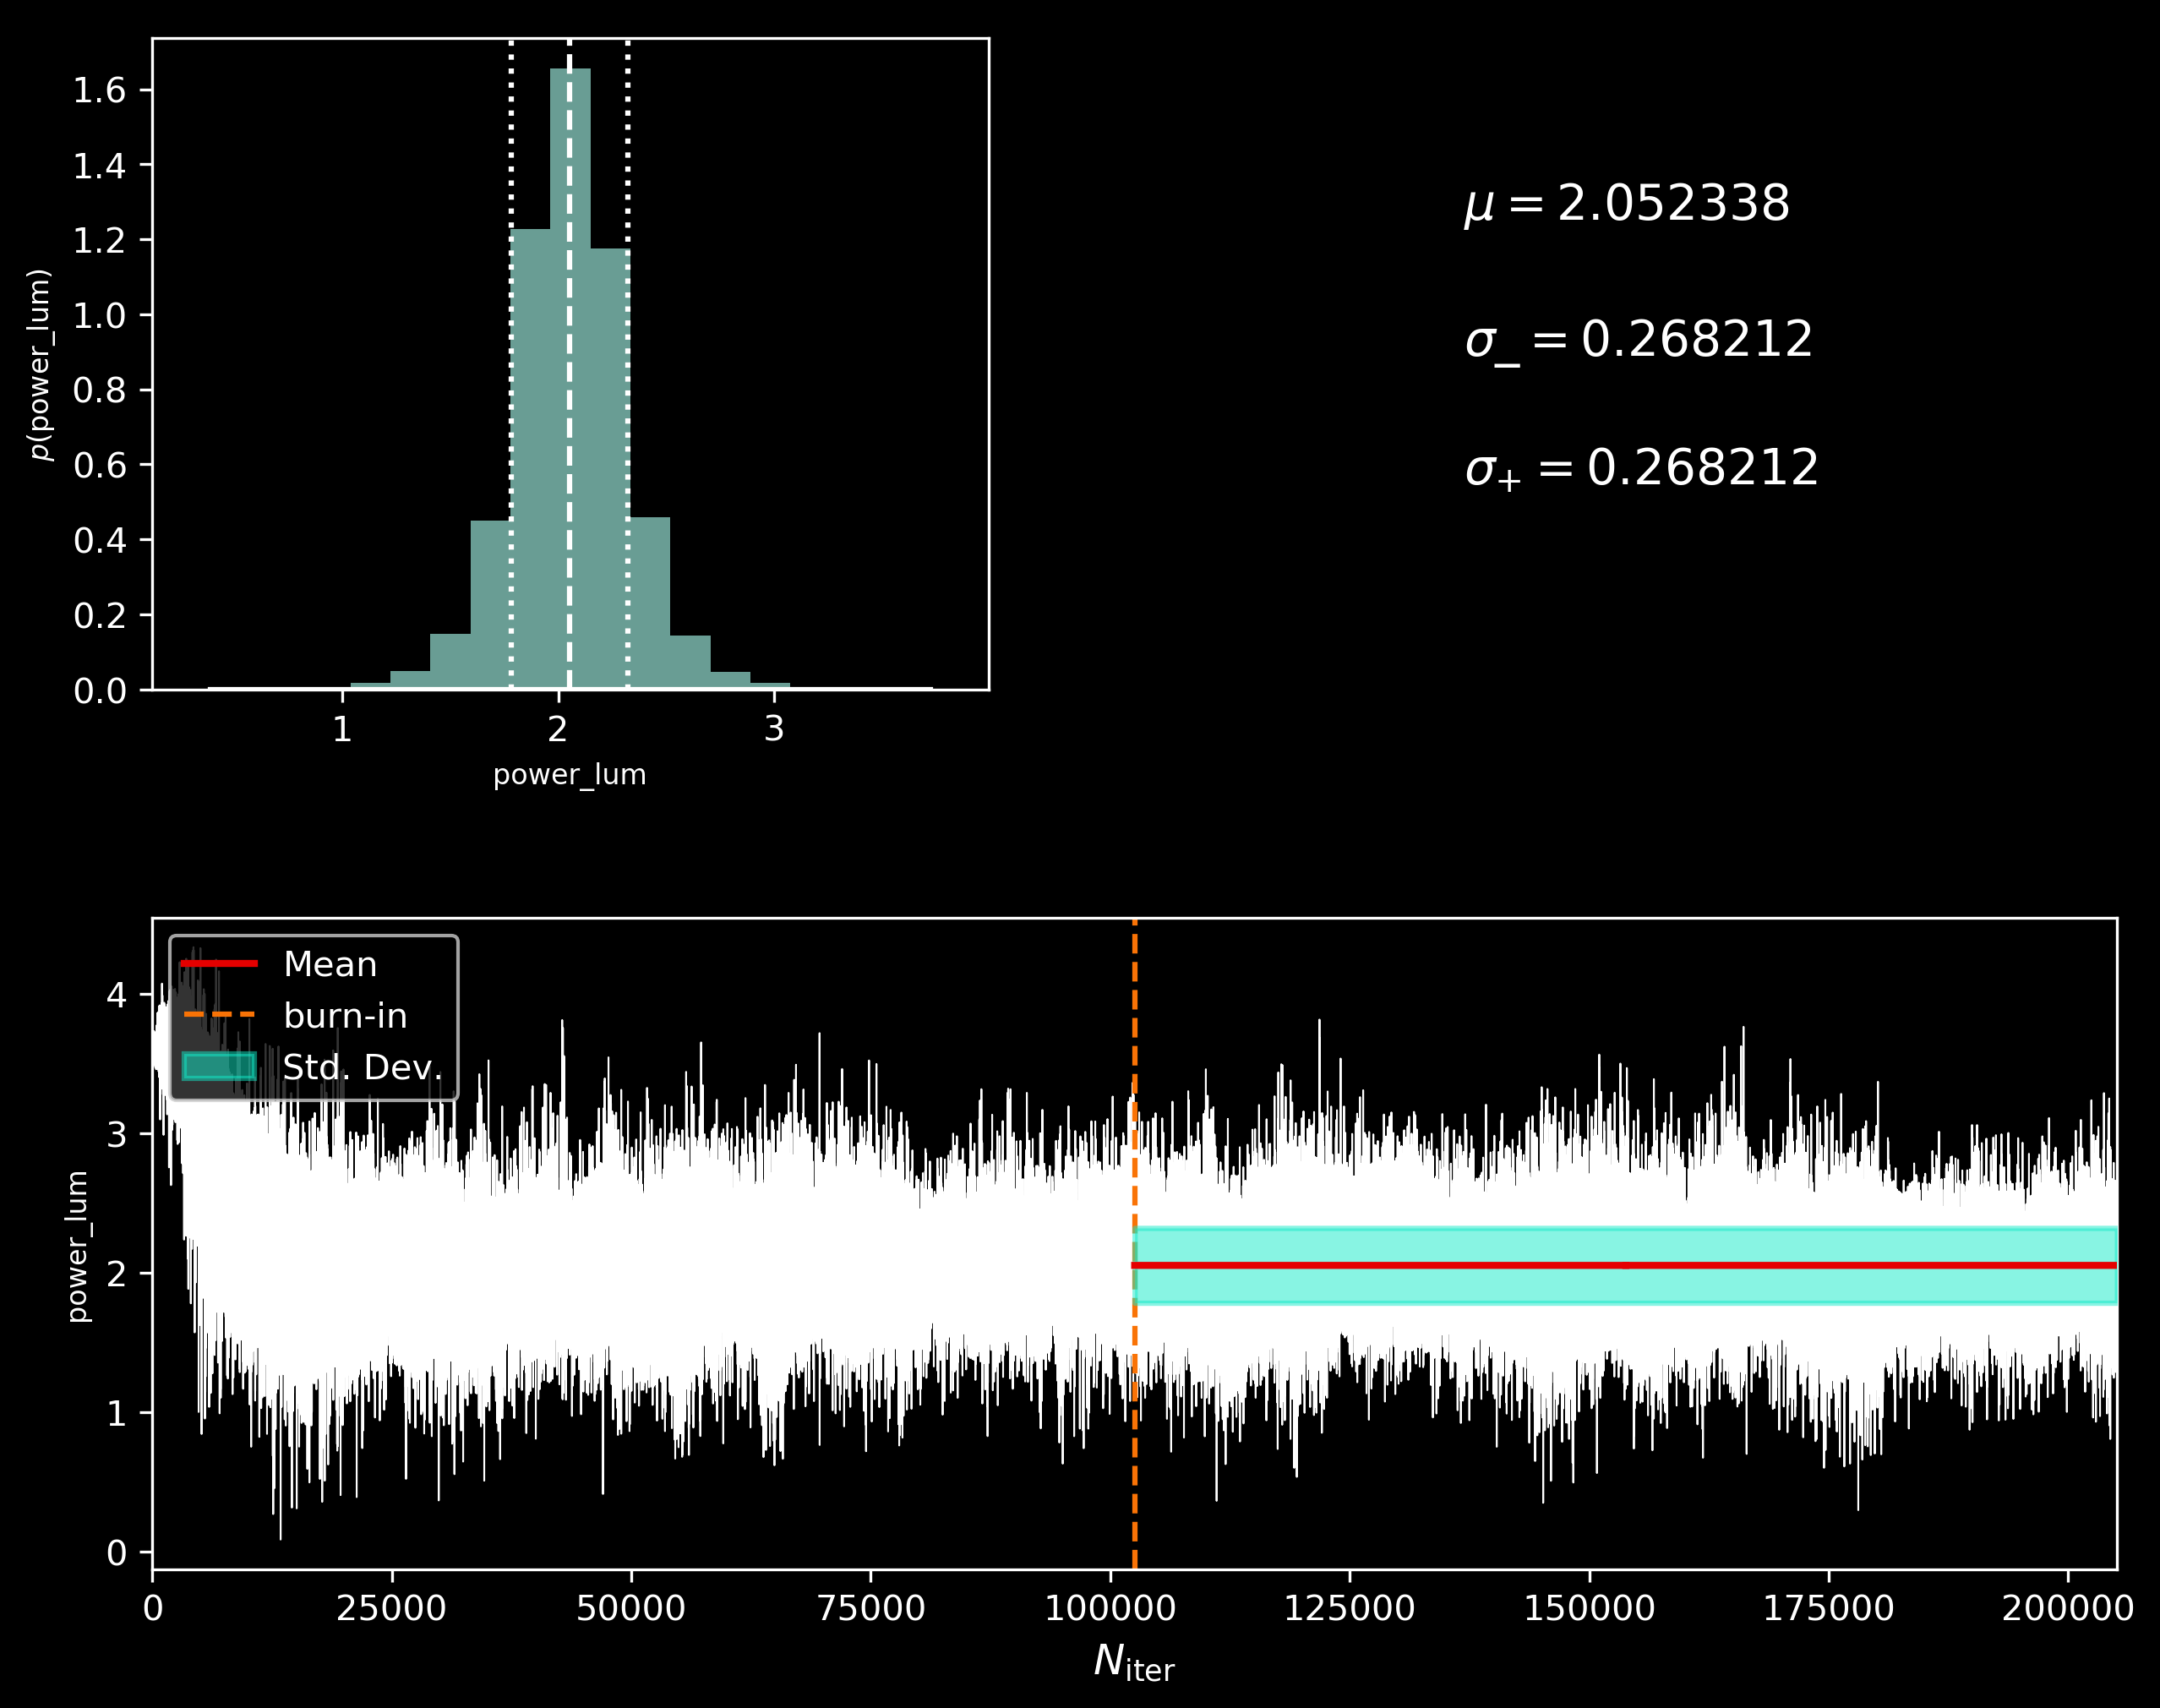 1.6
1.4
1.2
1.0
0.8
0.6
0.4
0.2
0.0
p(power_lum)
1 2 3
power_lum
μ = 2.052338
σ_ = 0.268212
σ+ = 0.268212
Mean
burn-in
Std. Dev.
4
3
2
1
0
power_lum
0 25000 50000 75000 100000 125000 150000 175000 200000
Niter